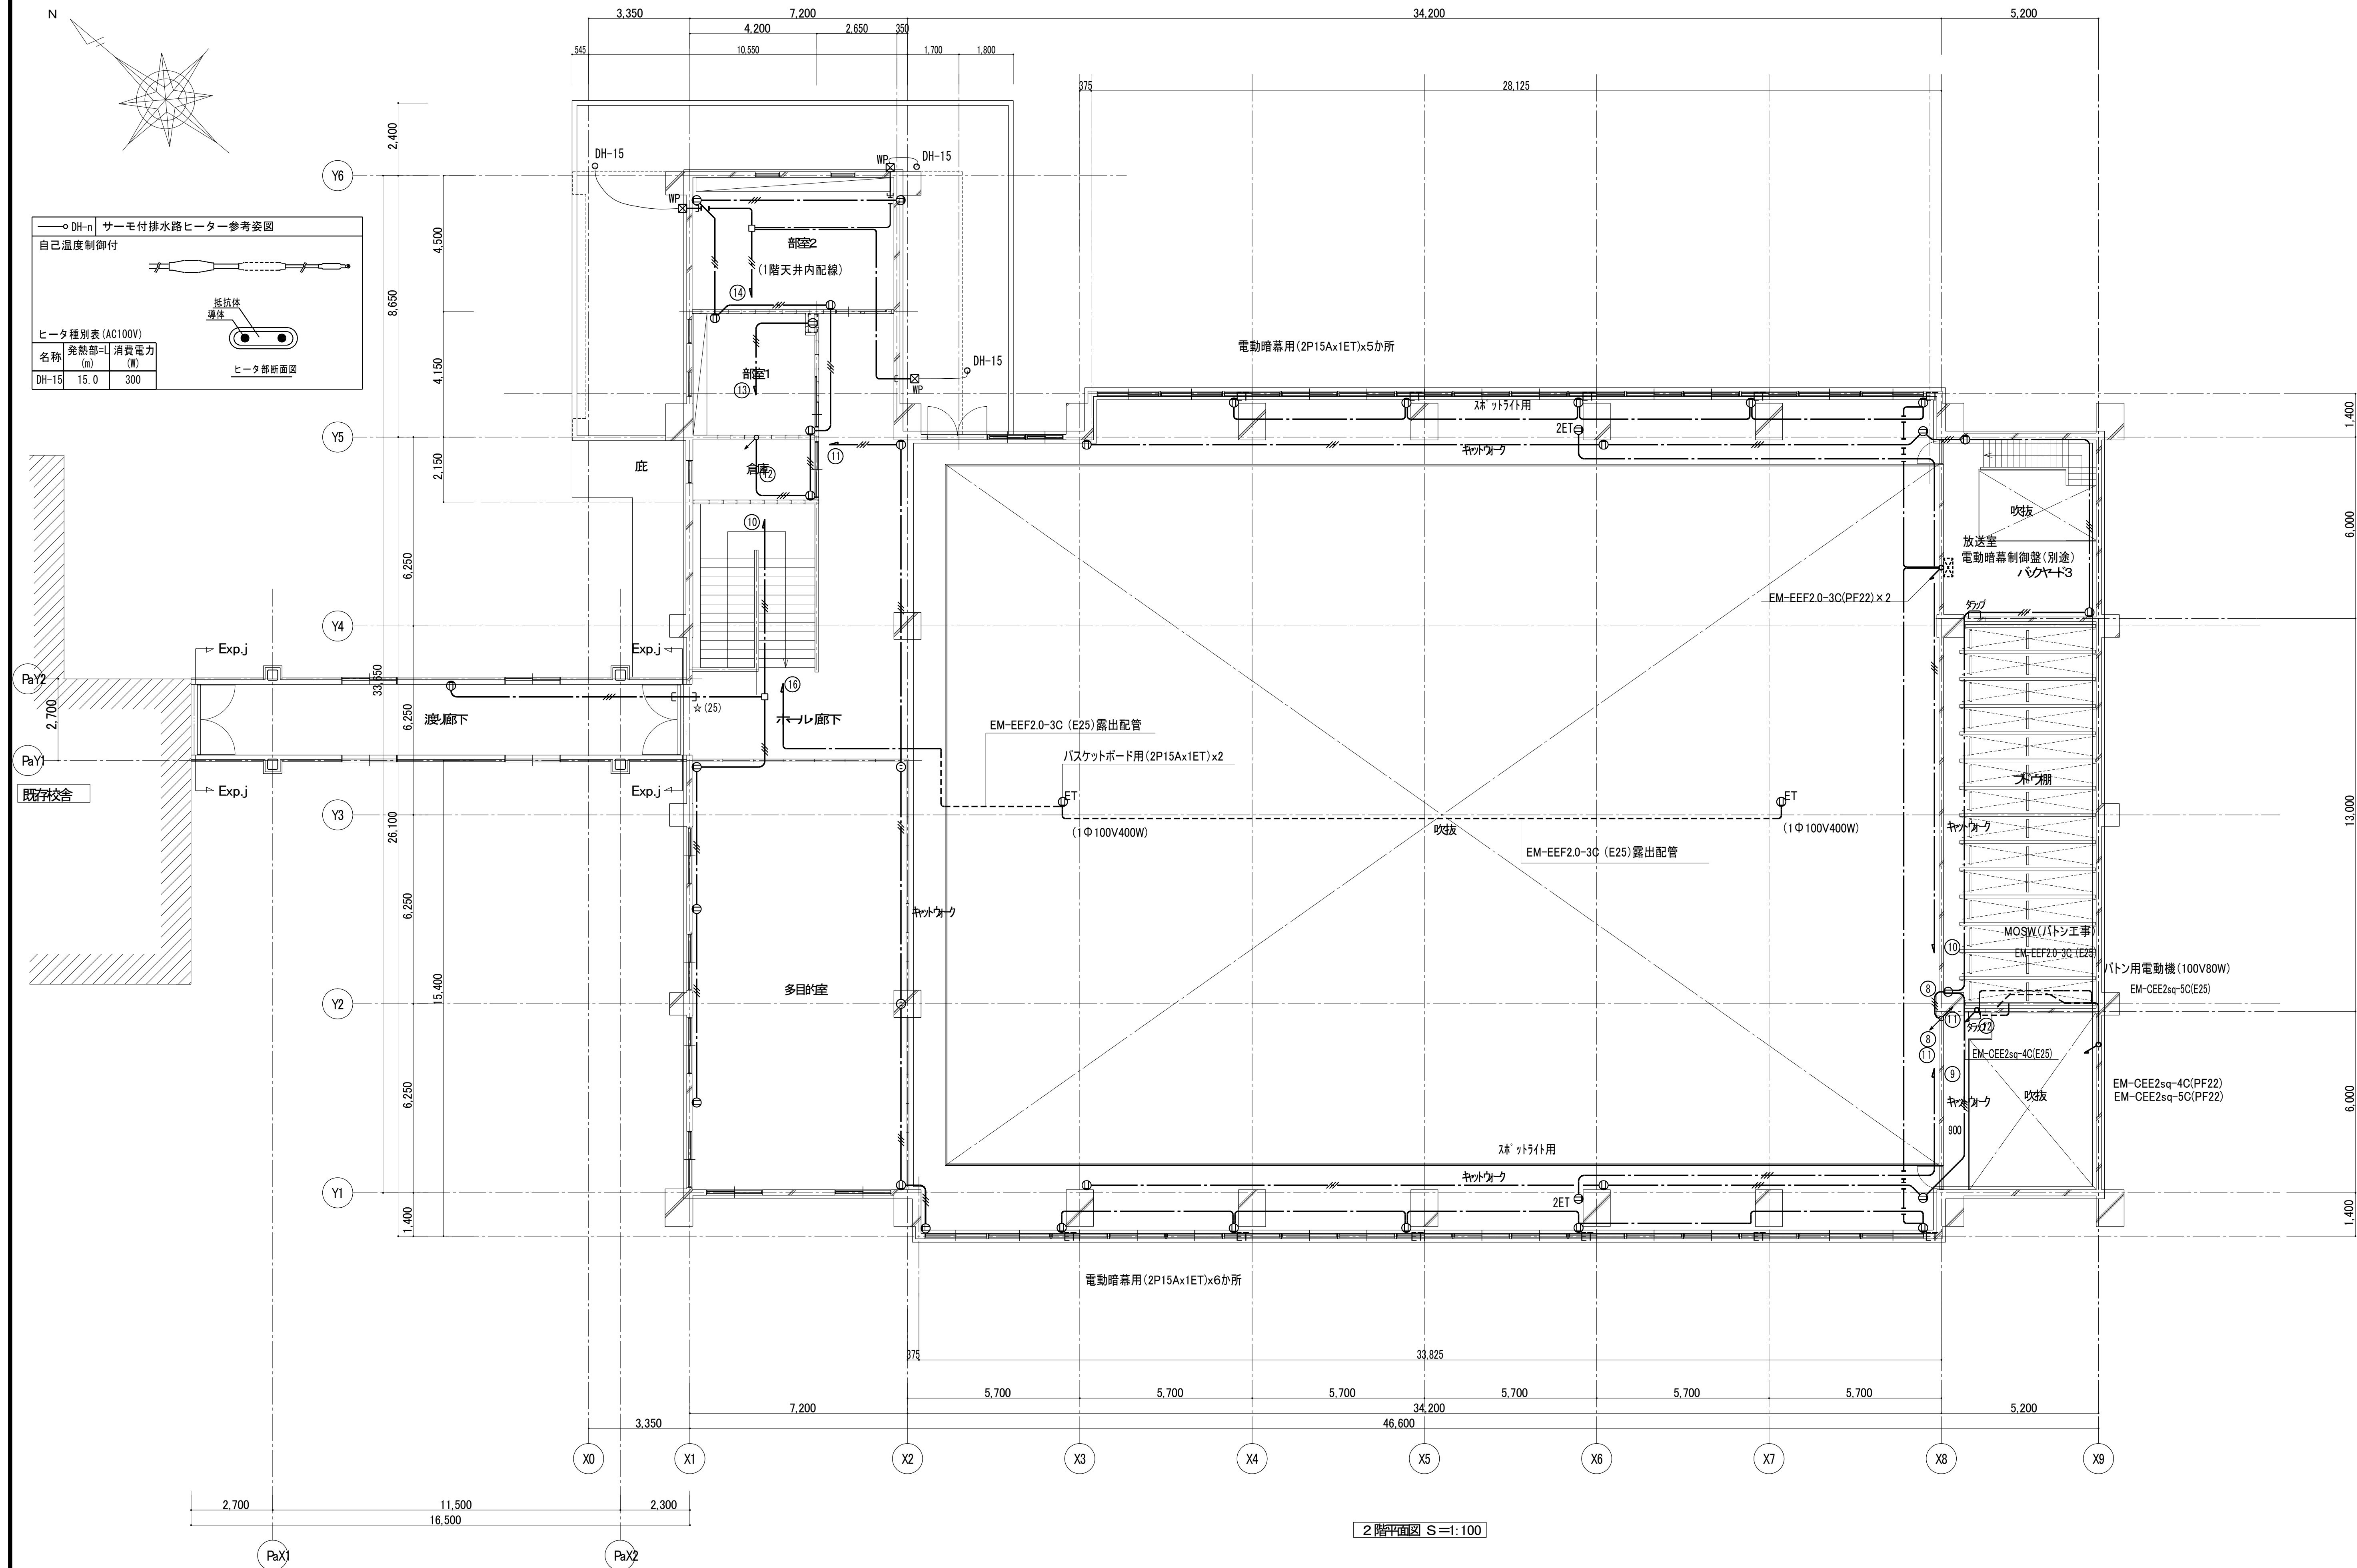 N
3,350
7,200
34,200
5,200
4,200
2,650
350
545
10,550
1,700
1,800
375
28,125
2,400
DH-15
WP
DH-15
Y6
WP
DH-n サーモ付排水路ヒーター参考姿図
自己温度制御付
抵抗体
導体
ヒータ種別表(AC100V)
名称 発熱部=L(m) 消費電力(W)
DH-15 15.0 300
ヒータ部断面図
4,500
8,650
4,150
部室2
(1階天井内配線)
⑭
部室1
⑬
DH-15
WP
電動暗幕用(2P15Ax1ET)x5か所
ET
ET
ET
ET
ET
スポットライト用
1,400
Y5
2ET
キャットウォーク
⑪
庇
倉庫
⑫
2,150
⑩
吹抜
6,000
放送室
電動暗幕制御盤(別途)
バックヤード3
EM-EEF2.0-3C(PF22)×2
タラップ
6,250
Y4
Exp.j
Exp.j
PaY2
33,650
2,700
6,250
☆(25)
⑯
渡り廊下
ホール・廊下
EM-EEF2.0-3C (E25)露出配管
バスケットボード用(2P15Ax1ET)x2
PaY1
既存校舎
Exp.j
Exp.j
ET
ET
Y3
(1Φ100V400W)
吹抜
(1Φ100V400W)
EM-EEF2.0-3C (E25)露出配管
ブドウ棚
キャットウォーク
13,000
26,100
6,250
キャットウォーク
多目的室
15,400
MOSW(バトン工事)
⑩
EM-EEF2.0-3C (E25)
バトン用電動機(100V80W)
EM-CEE2sq-5C(E25)
Y2
⑧
⑪
タラップ
⑫
⑧
⑪
EM-CEE2sq-4C(E25)
⑨
EM-CEE2sq-4C(PF22)
EM-CEE2sq-5C(PF22)
キャットウォーク
吹抜
900
6,000
6,250
スポットライト用
キャットウォーク
Y1
2ET
1,400
ET
ET
ET
ET
ET
ET
1,400
電動暗幕用(2P15Ax1ET)x6か所
375
33,825
5,700
5,700
5,700
5,700
5,700
5,700
7,200
34,200
5,200
3,350
46,600
X0
X1
X2
X3
X4
X5
X6
X7
X8
X9
2,700
11,500
2,300
16,500
2階平面図 S=1:100
PaX1
PaX2